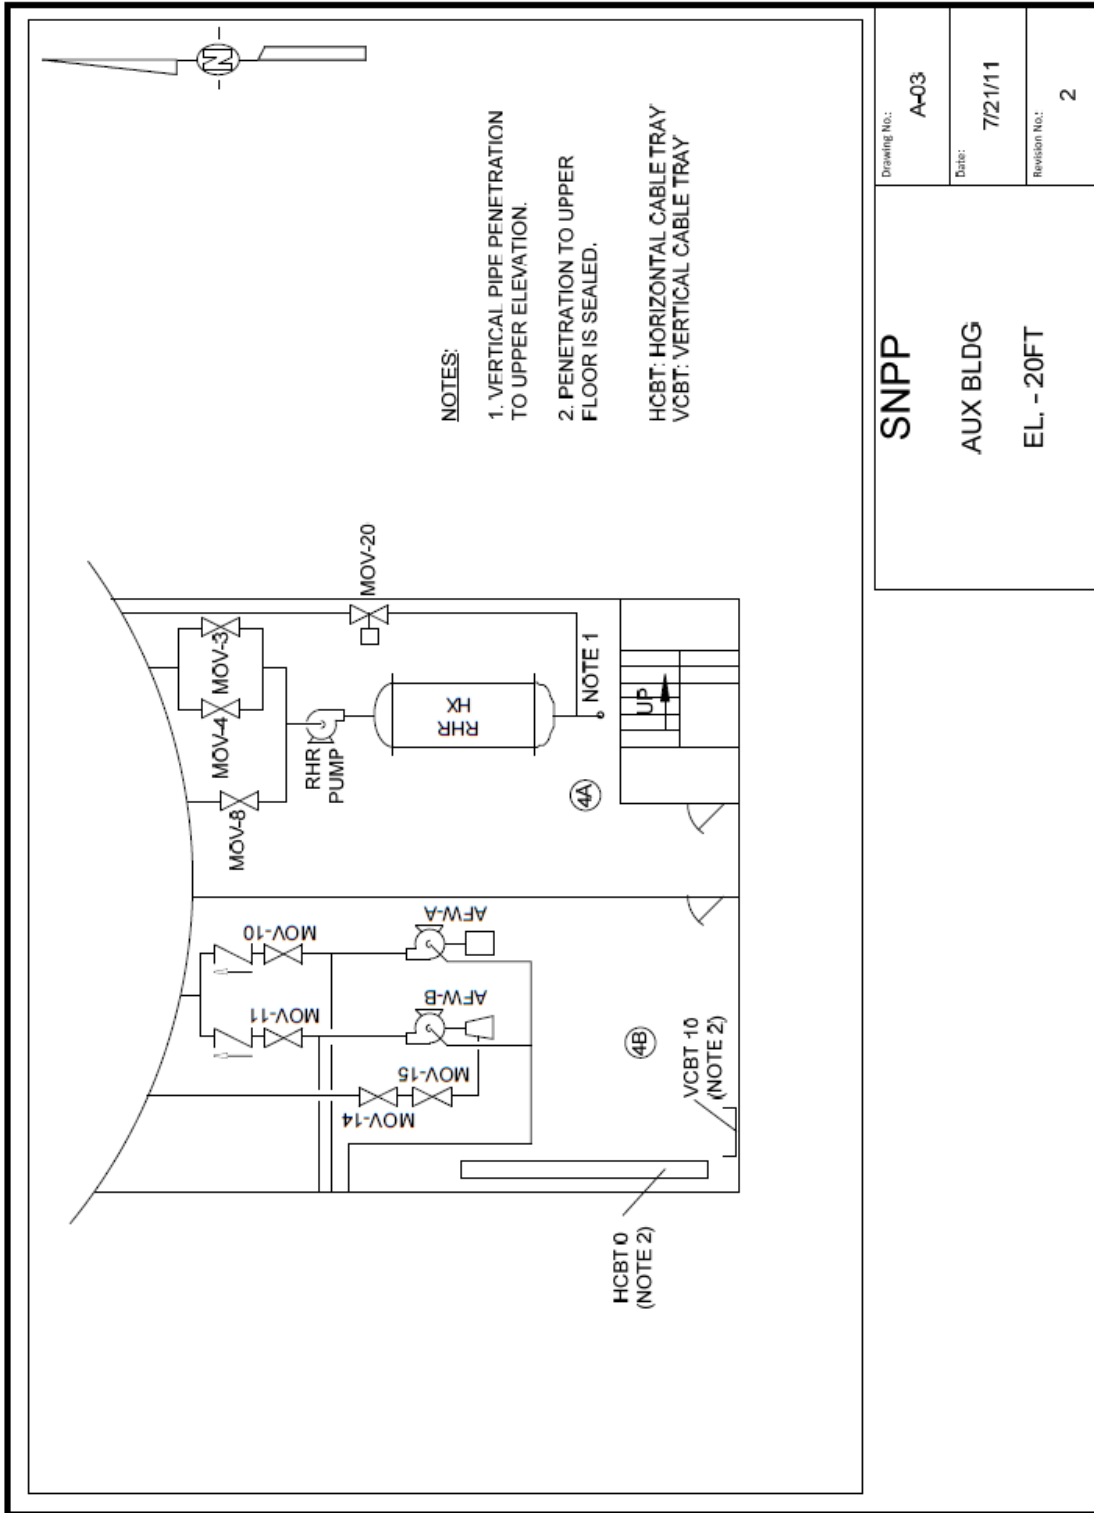 N
NOTES:
1. VERTICAL PIPE PENETRATION
TO UPPER ELEVATION.
2. PENETRATION TO UPPER
FLOOR IS SEALED.
HCBT: HORIZONTAL CABLE TRAY
VCBT: VERTICAL CABLE TRAY
MOV-20
MOV-3
MOV-4
MOV-8
RHR
PUMP
RHR
HX
NOTE 1
UP
4A
MOV-10
MOV-11
AFW-A
AFW-B
MOV-15
MOV-14
4B
VCBT 10
(NOTE 2)
HCBT 0
(NOTE 2)
SNPP
AUX BLDG
EL. - 20FT
Drawing No.:
A-03
Date:
7/21/11
Revision No.:
2